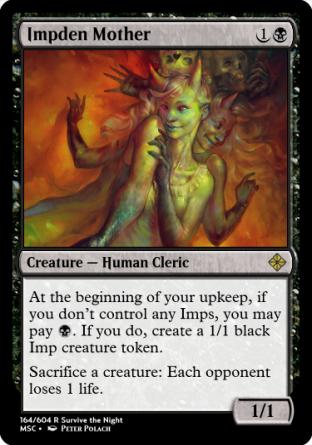 Impden Mother 1
Creature — Human Cleric
At the beginning of your upkeep, if
you don't control any Imps, you may
pay . If you do, create a 1/1 black
Imp creature token.
Sacrifice a creature: Each opponent
loses 1 life.
1/1
164/604 R Survive the Night
MSC • Peter Polach